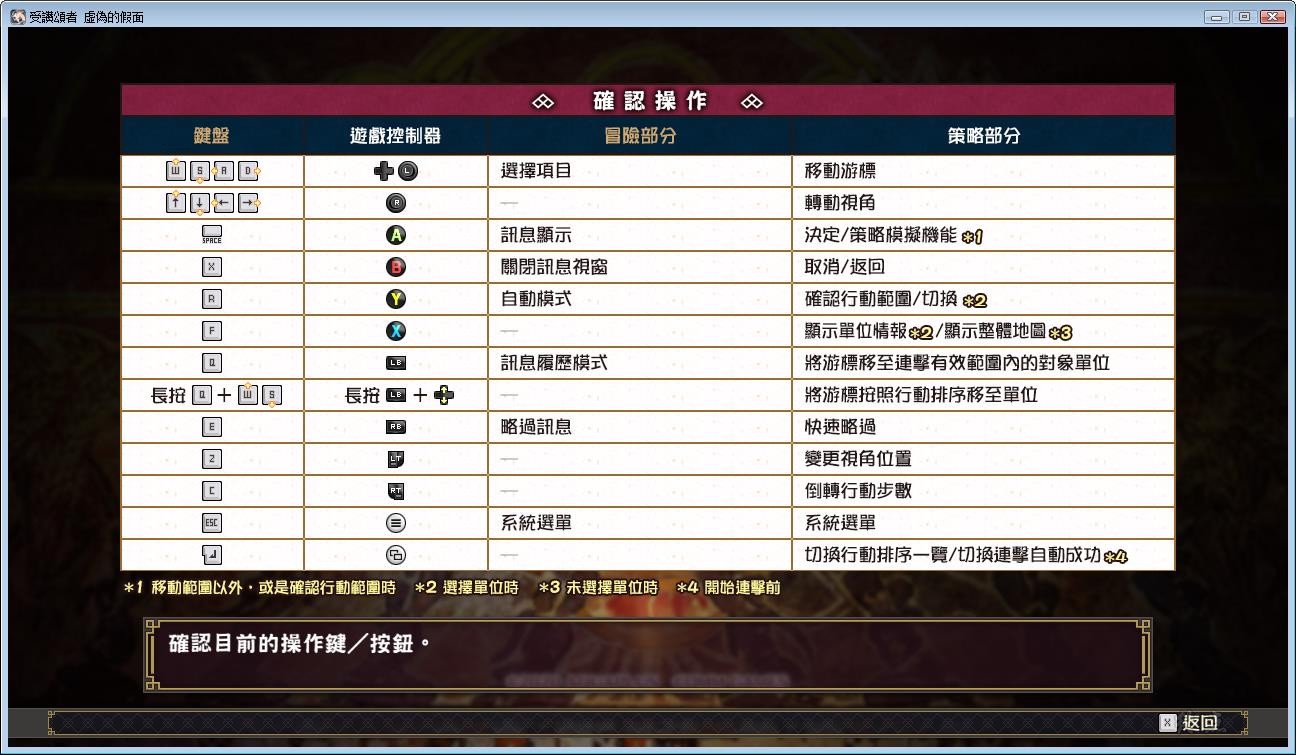 受讃頌者 虛偽的假面
確認操作
鍵盤 遊戲控制器 冒險部分 策略部分
W S A D L 選擇項目 移動游標
↑ ↓ ← → R — 轉動視角
SPACE A 訊息顯示 決定/策略模擬機能 *1
X B 關閉訊息視窗 取消/返回
R Y 自動模式 確認行動範圍/切換 *2
F X — 顯示單位情報*2/顯示整體地圖*3
Q LB 訊息履歷模式 將游標移至連擊有效範圍內的對象單位
長按 Q + W S 長按 LB + — 將游標按照行動排序移至單位
E RB 略過訊息 快速略過
Z LT — 變更視角位置
C RT — 倒轉行動步數
ESC 系統選單 系統選單
— 切換行動排序一覽/切換連擊自動成功*4
*1 移動範圍以外，或是確認行動範圍時 *2 選擇單位時 *3 未選擇單位時 *4 開始連擊前
確認目前的操作鍵／按鈕。
X 返回